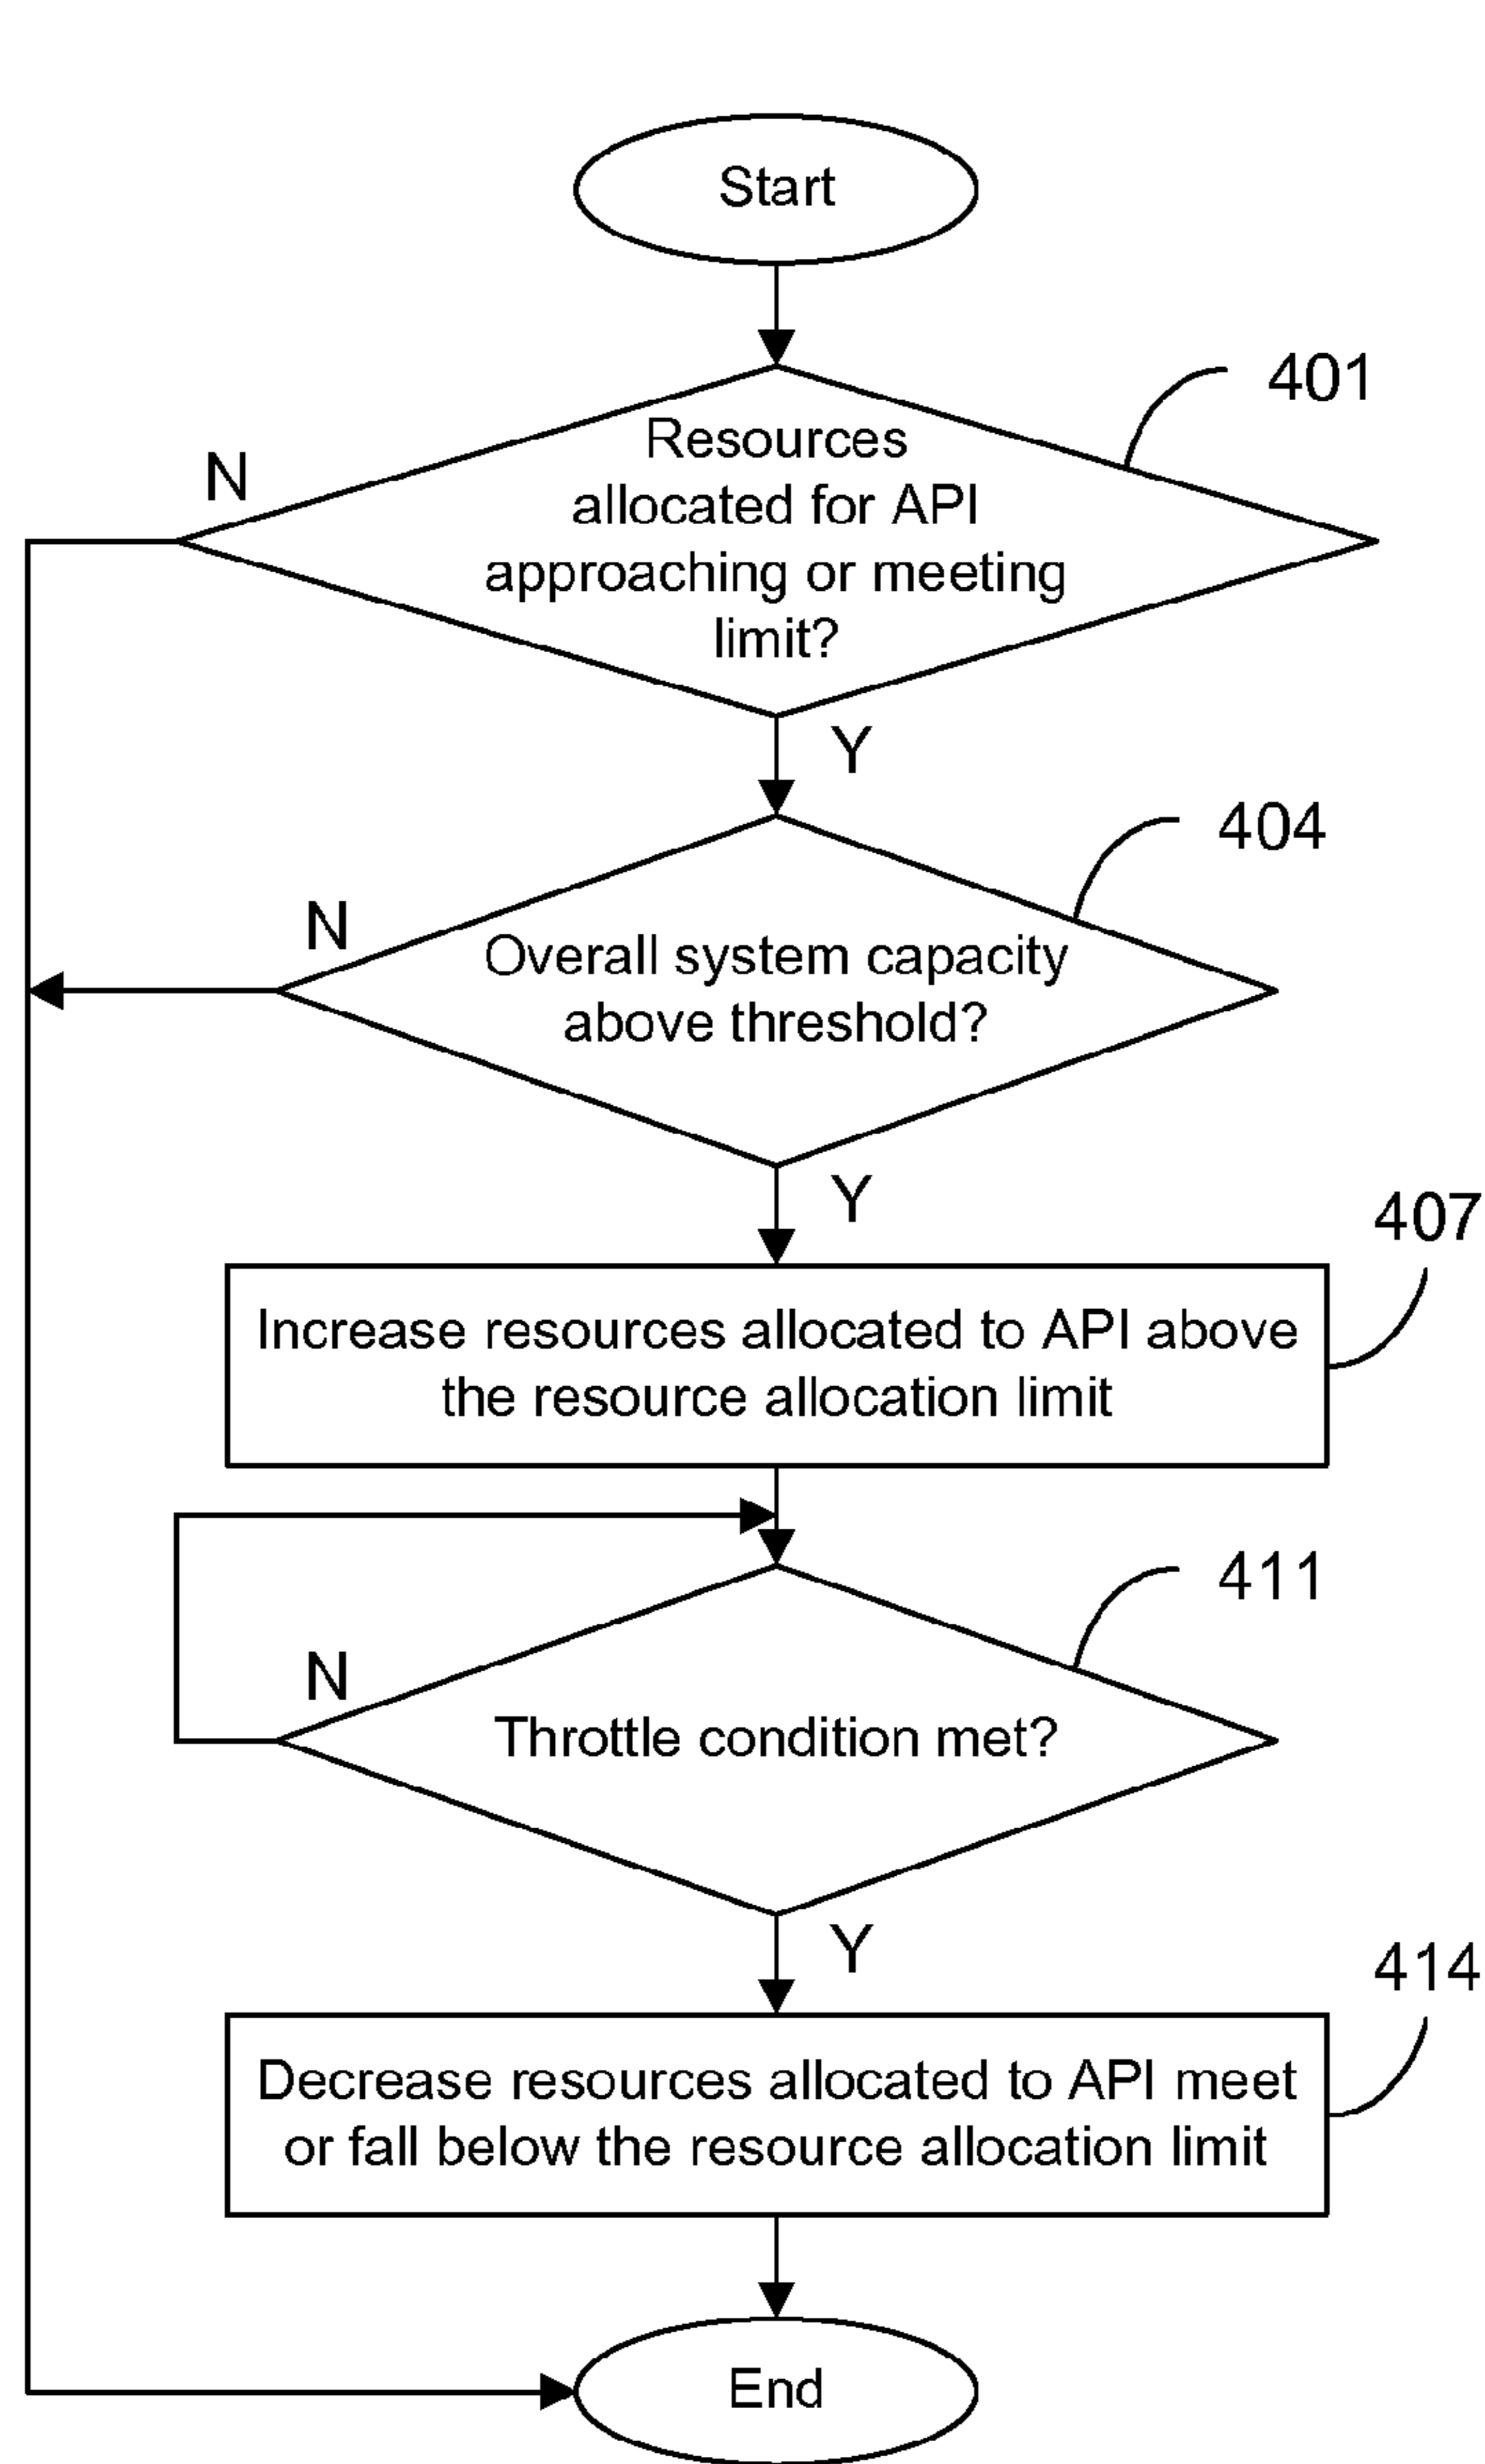 Start
401
Resources
allocated for API
approaching or meeting
limit?
N
Y
404
N
Overall system capacity
above threshold?
Y
407
Increase resources allocated to API above
the resource allocation limit
411
N
Throttle condition met?
Y
414
Decrease resources allocated to API meet
or fall below the resource allocation limit
End